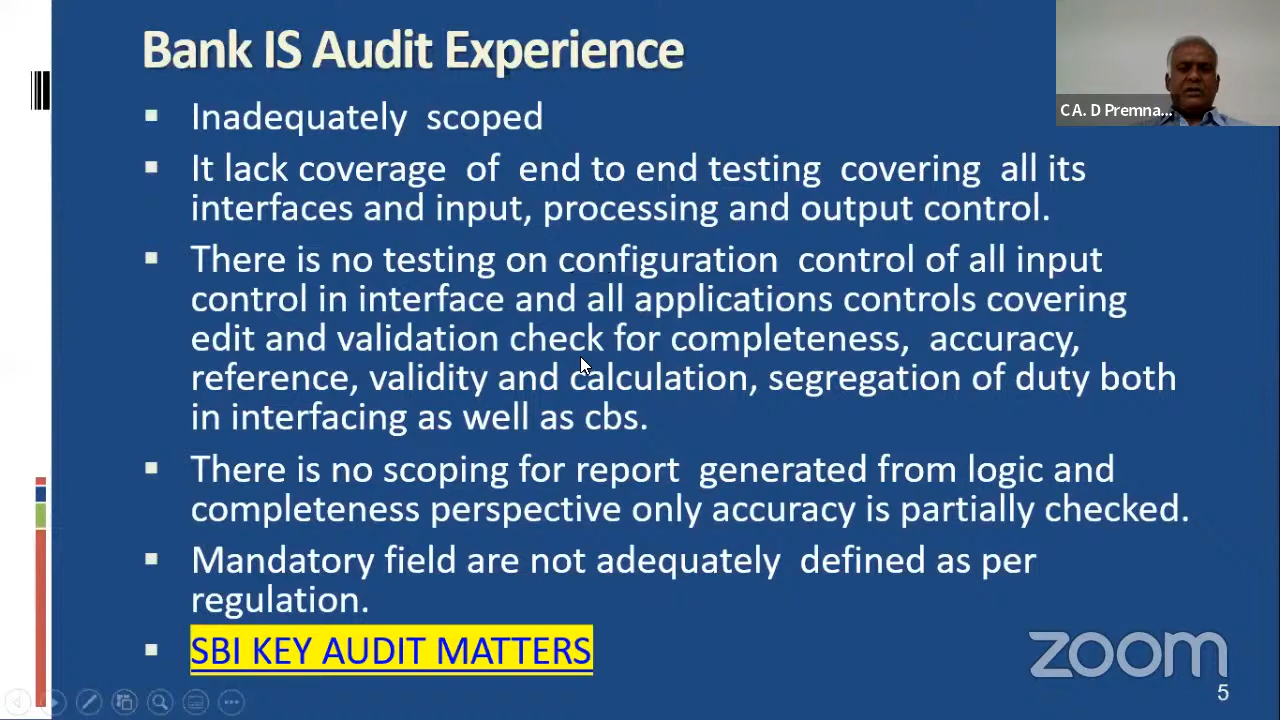 Bank IS Audit Experience
CA. D Premna...
Inadequately scoped
It lack coverage of end to end testing covering all its
interfaces and input, processing and output control.
There is no testing on configuration control of all input
control in interface and all applications controls covering
edit and validation check for completeness, accuracy,
reference, validity and calculation, segregation of duty both
in interfacing as well as cbs.
There is no scoping for report generated from logic and
completeness perspective only accuracy is partially checked.
Mandatory field are not adequately defined as per
regulation.
SBI KEY AUDIT MATTERS
zoom
5